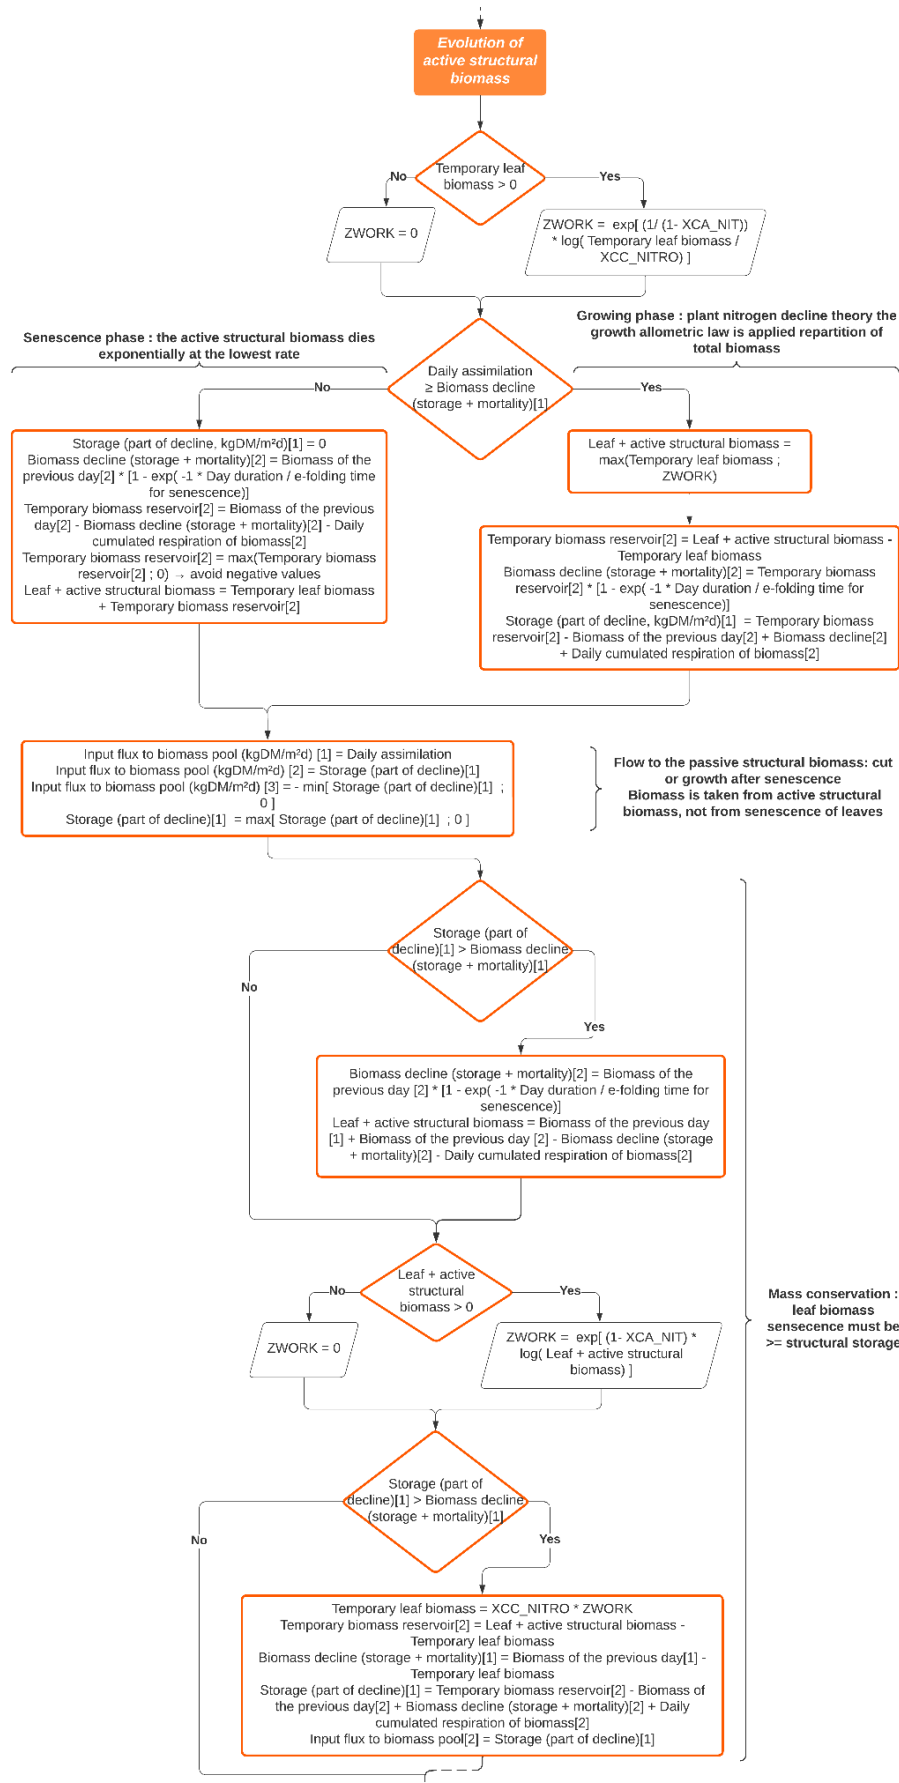 Evolution of
active structural
biomass
Temporary leaf
biomass > 0
No
Yes
ZWORK = 0
ZWORK =  exp[ (1/ (1- XCA_NIT))
* log( Temporary leaf biomass /
XCC_NITRO) ]
Senescence phase : the active structural biomass dies
exponentially at the lowest rate
Growing phase : plant nitrogen decline theory the
growth allometric law is applied repartition of
total biomass
Daily assimilation
≥ Biomass decline
(storage + mortality)[1]
No
Yes
Storage (part of decline, kgDM/m²d)[1] = 0
Biomass decline (storage + mortality)[2] = Biomass of the
previous day[2] * [1 - exp( -1 * Day duration / e-folding time
for senescence)]
Temporary biomass reservoir[2] = Biomass of the previous
day[2] - Biomass decline (storage + mortality)[2] - Daily
cumulated respiration of biomass[2]
Temporary biomass reservoir[2] = max(Temporary biomass
reservoir[2] ; 0) → avoid negative values
Leaf + active structural biomass = Temporary leaf biomass
+ Temporary biomass reservoir[2]
Leaf + active structural biomass =
max(Temporary leaf biomass ;
ZWORK)
Temporary biomass reservoir[2] = Leaf + active structural biomass -
Temporary leaf biomass
Biomass decline (storage + mortality)[2] = Temporary biomass
reservoir[2] * [1 - exp( -1 * Day duration / e-folding time for
senescence)]
Storage (part of decline, kgDM/m²d)[1]  = Temporary biomass
reservoir[2] - Biomass of the previous day[2] + Biomass decline[2]
+ Daily cumulated respiration of biomass[2]
Input flux to biomass pool (kgDM/m²d) [1] = Daily assimilation
Input flux to biomass pool (kgDM/m²d) [2] = Storage (part of decline)[1]
Input flux to biomass pool (kgDM/m²d) [3] = - min[ Storage (part of decline)[1]  ;
0 ]
Storage (part of decline)[1]  = max[ Storage (part of decline)[1]  ; 0 ]
Flow to the passive structural biomass: cut
or growth after senescence
Biomass is taken from active structural
biomass, not from senescence of leaves
Storage (part of
decline)[1] > Biomass decline
(storage + mortality)[1]
No
Yes
Biomass decline (storage + mortality)[2] = Biomass of the
previous day [2] * [1 - exp( -1 * Day duration / e-folding time for
senescence)]
Leaf + active structural biomass = Biomass of the previous day
[1] + Biomass of the previous day [2] - Biomass decline (storage
+ mortality)[2] - Daily cumulated respiration of biomass[2]
Leaf + active
structural
biomass > 0
No
Yes
ZWORK = 0
ZWORK =  exp[ (1- XCA_NIT) *
log( Leaf + active structural
biomass) ]
Mass conservation :
leaf biomass
sensecence must be
>= structural storage
Storage (part of
decline)[1] > Biomass decline
(storage + mortality)[1]
No
Yes
Temporary leaf biomass = XCC_NITRO * ZWORK
Temporary biomass reservoir[2] = Leaf + active structural biomass -
Temporary leaf biomass
Biomass decline (storage + mortality)[1] = Biomass of the previous day[1] -
Temporary leaf biomass
Storage (part of decline)[1] = Temporary biomass reservoir[2] - Biomass of
the previous day[2] + Biomass decline (storage + mortality)[2] + Daily
cumulated respiration of biomass[2]
Input flux to biomass pool[2] = Storage (part of decline)[1]